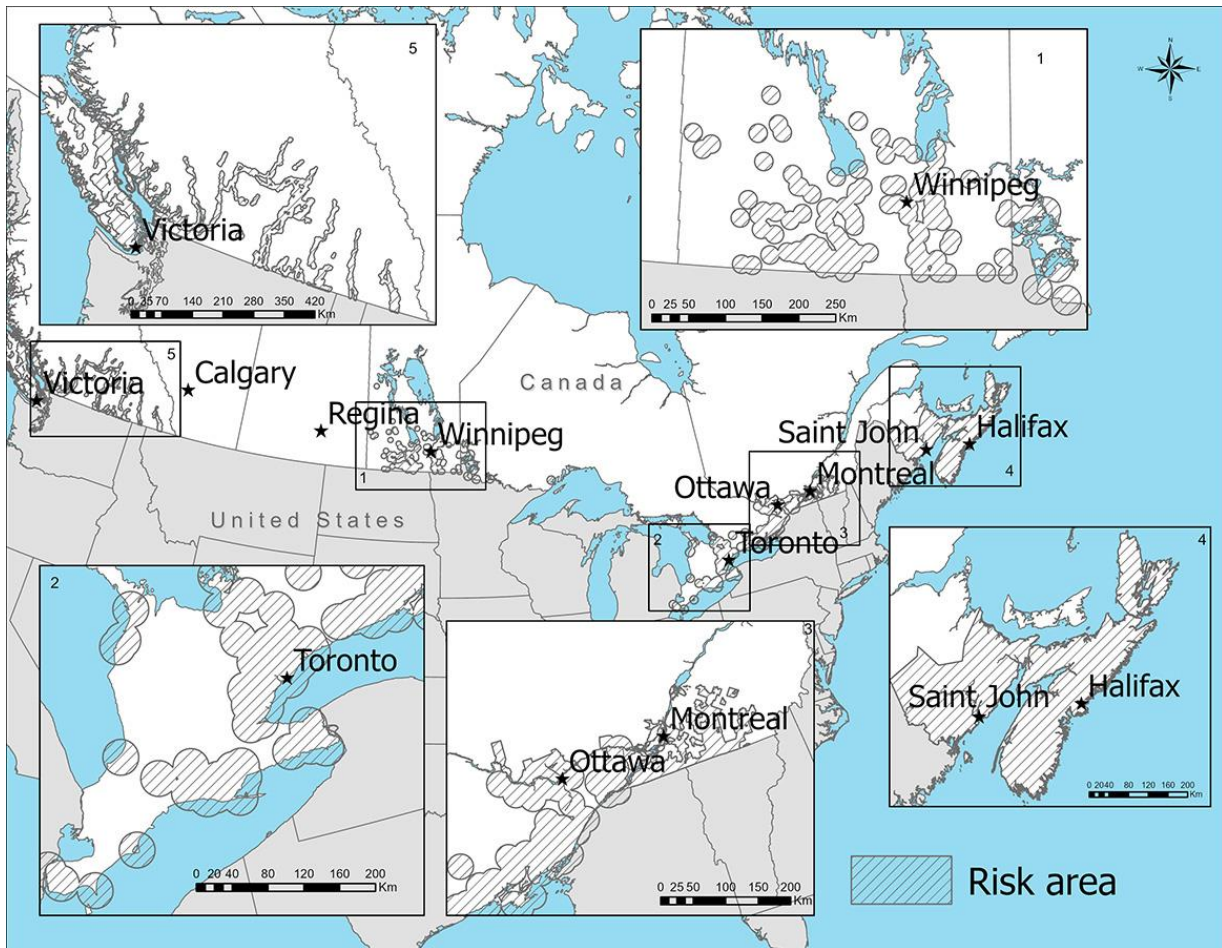 5
Victoria
0 35 70 140 210 280 350 420
Km
1
Winnipeg
0 25 50 100 150 200 250
Km
N
W E
S
5
Victoria
Calgary
Regina
Winnipeg
1
Canada
United States
Saint John
Halifax
4
Ottawa
Montreal
3
2
Toronto
2
Toronto
0 20 40 80 120 160 200
Km
3
Montreal
Ottawa
0 25 50 100 150 200
Km
4
Saint John
Halifax
0 20 40 80 120 160 200
Km
Risk area